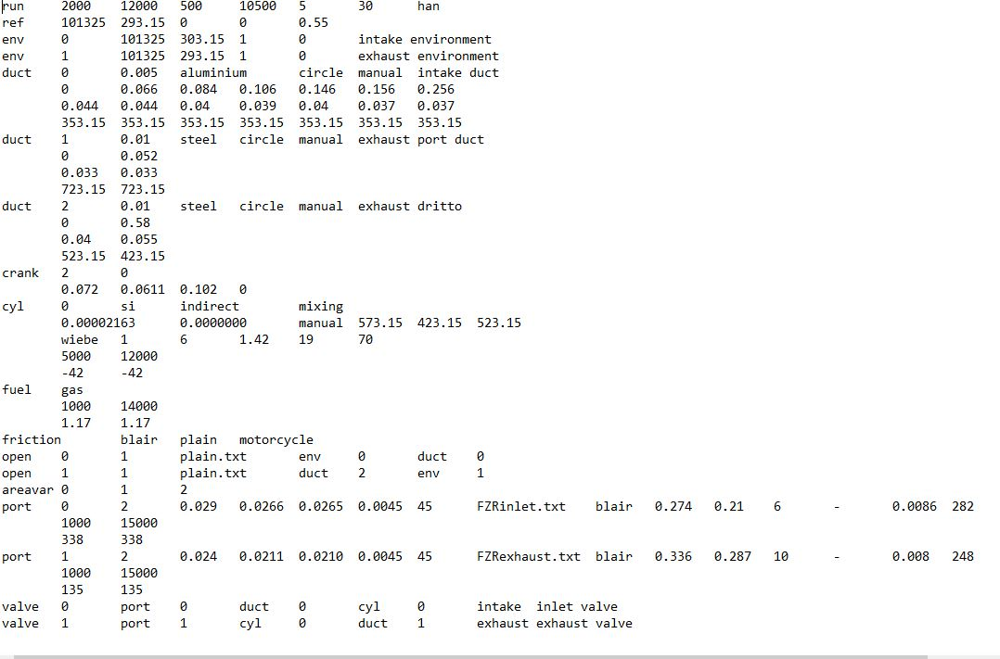 run 2000 12000 500 10500 5 30 han
ref 101325 293.15 0 0 0.55
env 0 101325 303.15 1 0 intake environment
env 1 101325 293.15 1 0 exhaust environment
duct 0 0.005 aluminium circle manual intake duct
0 0.066 0.084 0.106 0.146 0.156 0.256
0.044 0.044 0.04 0.039 0.04 0.037 0.037
353.15 353.15 353.15 353.15 353.15 353.15 353.15
duct 1 0.01 steel circle manual exhaust port duct
0 0.052
0.033 0.033
723.15 723.15
duct 2 0.01 steel circle manual exhaust dritto
0 0.58
0.04 0.055
523.15 423.15
crank 2 0
0.072 0.0611 0.102 0
cyl 0 si indirect mixing
0.00002163 0.0000000 manual 573.15 423.15 523.15
wiebe 1 6 1.42 19 70
5000 12000
-42 -42
fuel gas
1000 14000
1.17 1.17
friction blair plain motorcycle
open 0 1 plain.txt env 0 duct 0
open 1 1 plain.txt duct 2 env 1
areavar 0 1 2
port 0 2 0.029 0.0266 0.0265 0.0045 45 FZRinlet.txt blair 0.274 0.21 6 - 0.0086 282
1000 15000
338 338
port 1 2 0.024 0.0211 0.0210 0.0045 45 FZRexhaust.txt blair 0.336 0.287 10 - 0.008 248
1000 15000
135 135
valve 0 port 0 duct 0 cyl 0 intake inlet valve
valve 1 port 1 cyl 0 duct 1 exhaust exhaust valve